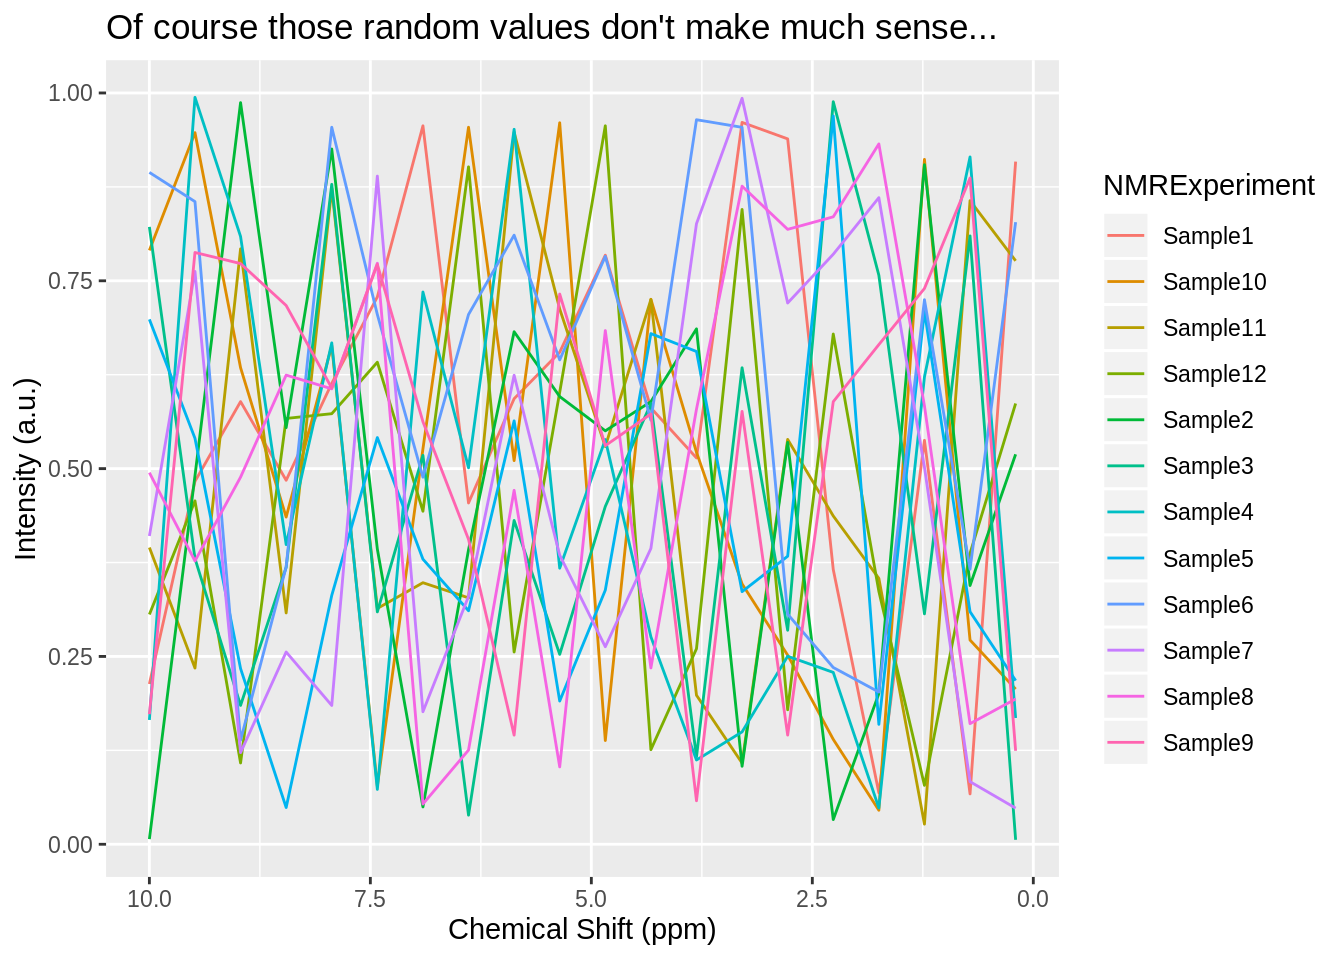 Of course those random values don't make much sense...
1.00
0.75
0.50
0.25
0.00
Intensity (a.u.)
10.0
7.5
5.0
2.5
0.0
Chemical Shift (ppm)
NMRExperiment
Sample1
Sample10
Sample11
Sample12
Sample2
Sample3
Sample4
Sample5
Sample6
Sample7
Sample8
Sample9